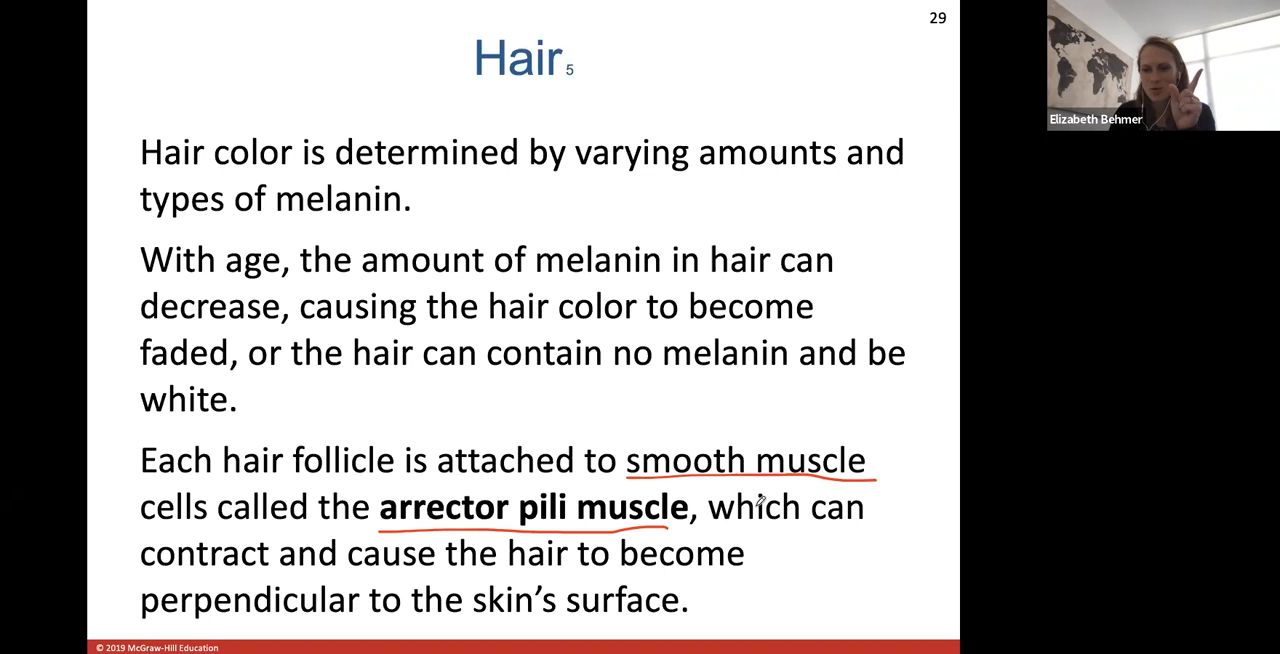 29
Hair 5
Elizabeth Behmer
Hair color is determined by varying amounts and
types of melanin.
With age, the amount of melanin in hair can
decrease, causing the hair color to become
faded, or the hair can contain no melanin and be
white.
Each hair follicle is attached to smooth muscle
cells called the arrector pili muscle, which can
contract and cause the hair to become
perpendicular to the skin’s surface.
© 2019 McGraw-Hill Education